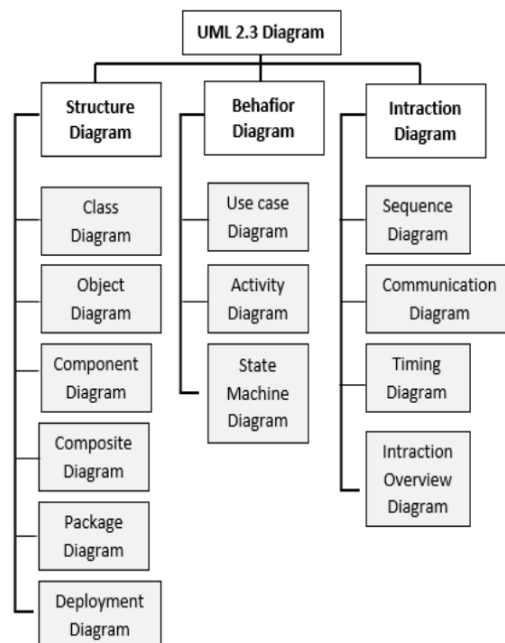 UML 2.3 Diagram
Structure
Diagram
Behafior
Diagram
Intraction
Diagram
Class
Diagram
Object
Diagram
Component
Diagram
Composite
Diagram
Package
Diagram
Deployment
Diagram
Use case
Diagram
Activity
Diagram
State
Machine
Diagram
Sequence
Diagram
Communication
Diagram
Timing
Diagram
Intraction
Overview
Diagram